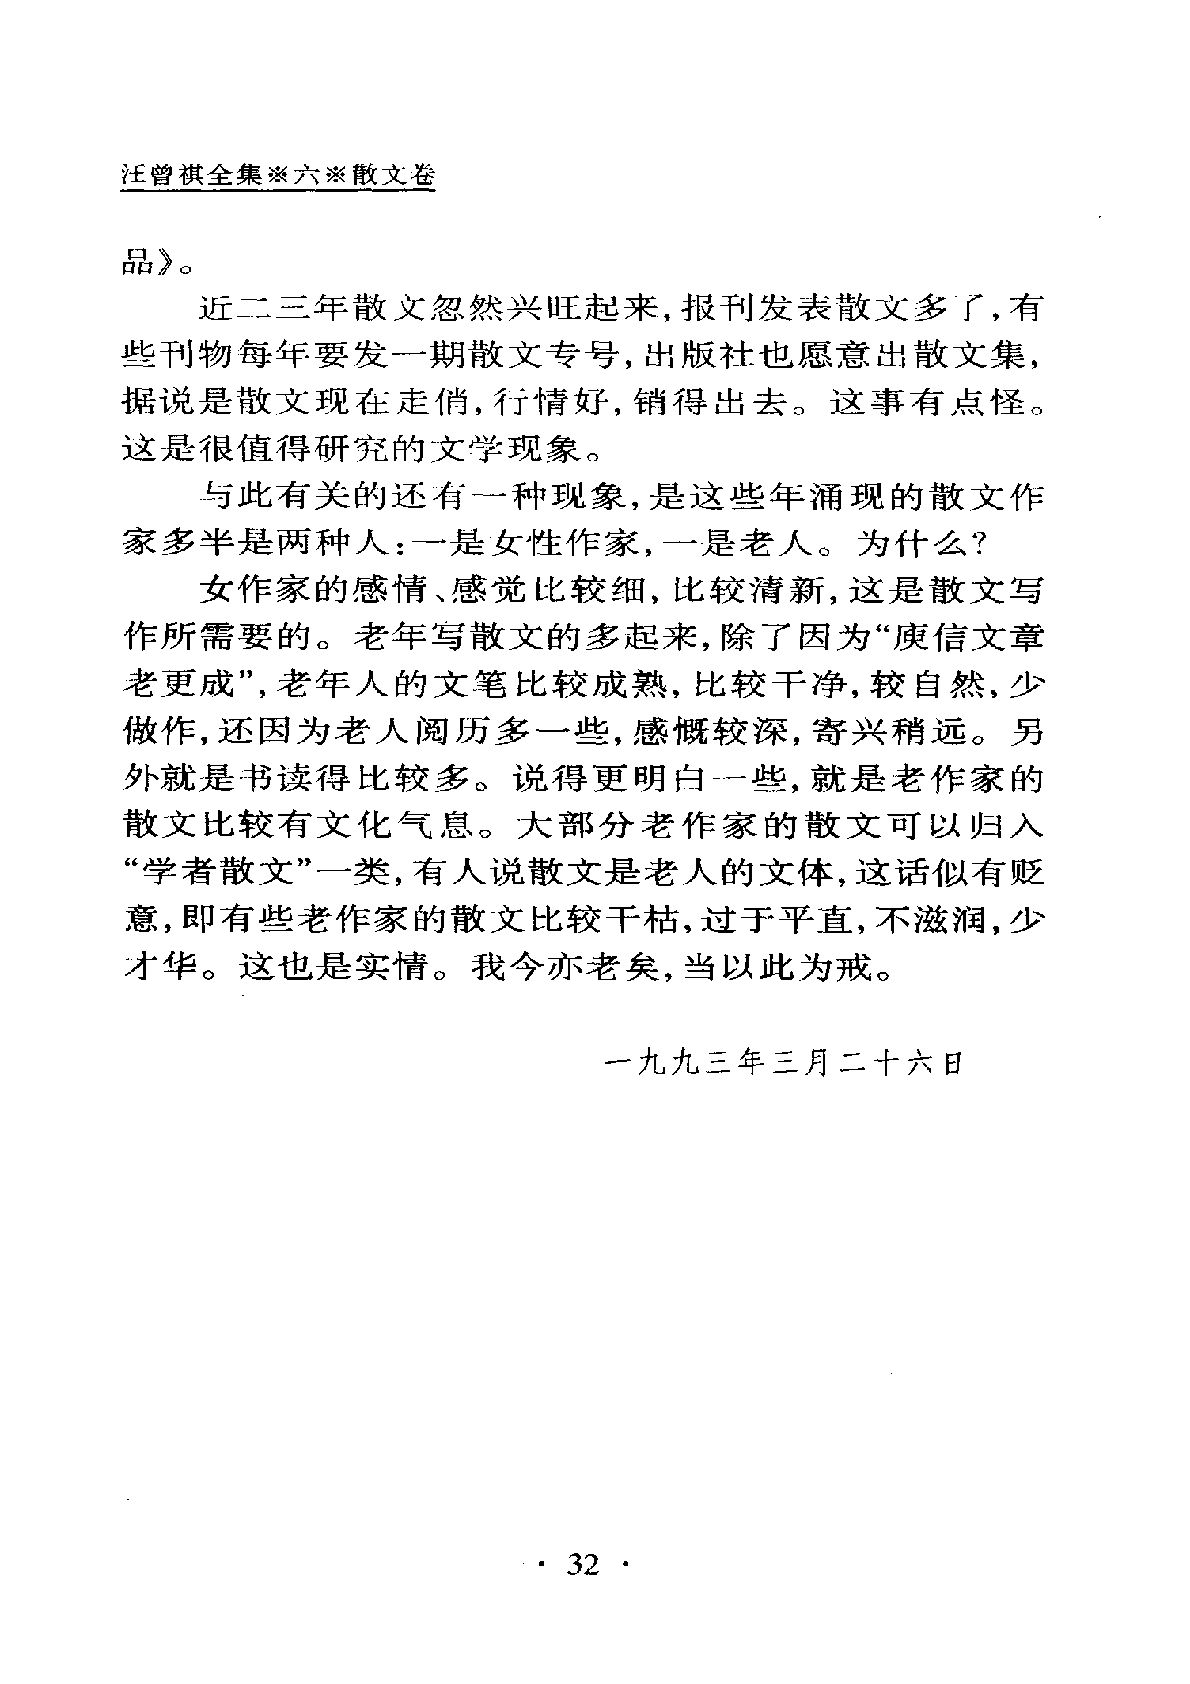 汪曾祺全集※六※散文卷
品》。
近二三年散文忽然兴旺起来,报刊发表散文多了,有
些刊物每年要发一期散文专号,出版社也愿意出散文集,
据说是散文现在走俏,行情好,销得出去。这事有点怪。
这是很值得研究的文学现象。
与此有关的还有一种现象,是这些年涌现的散文作
家多半是两种人:一是女性作家,一是老人。为什么?
女作家的感情、感觉比较细,比较清新,这是散文写
作所需要的。老年写散文的多起来,除了因为“庾信文章
老更成”,老年人的文笔比较成熟,比较干净,较自然,少
做作,还因为老人阅历多一些,感慨较深,寄兴稍远。另
外就是书读得比较多。说得更明白一些,就是老作家的
散文比较有文化气息。大部分老作家的散文可以归入
“学者散文”一类,有人说散文是老人的文体,这话似有贬
意,即有些老作家的散文比较干枯,过于平直,不滋润,少
才华。这也是实情。我今亦老矣,当以此为戒。
一九九三年三月二十六日
· 32 ·